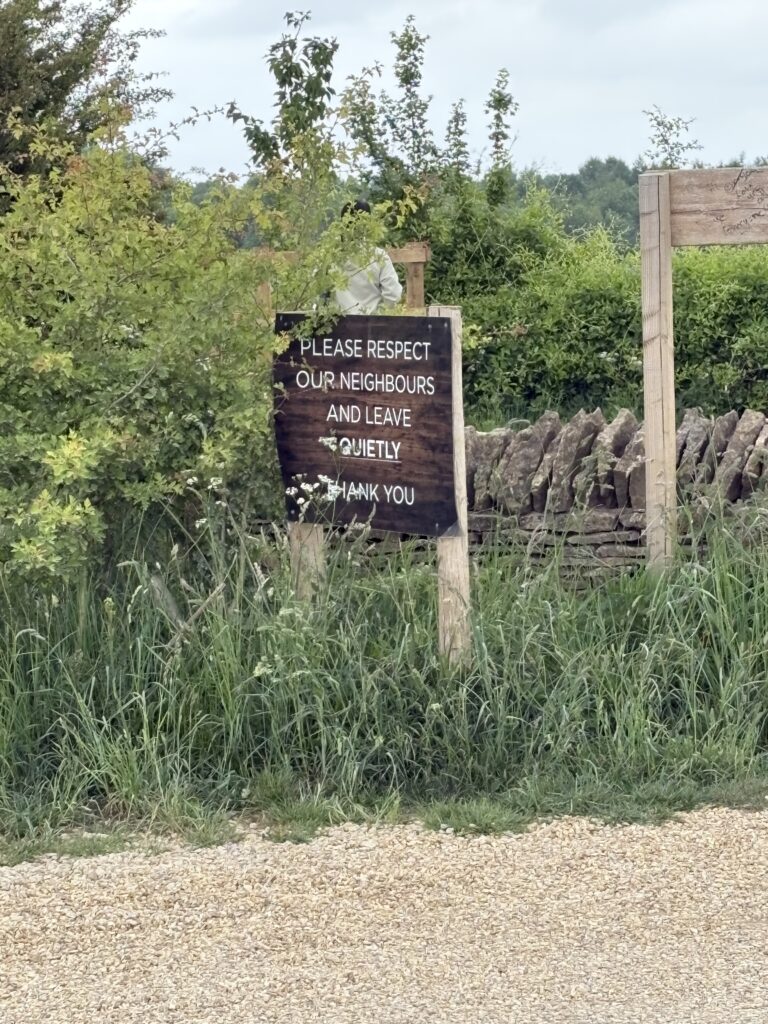 PLEASE RESPECT
OUR NEIGHBOURS
AND LEAVE
QUIETLY
THANK YOU